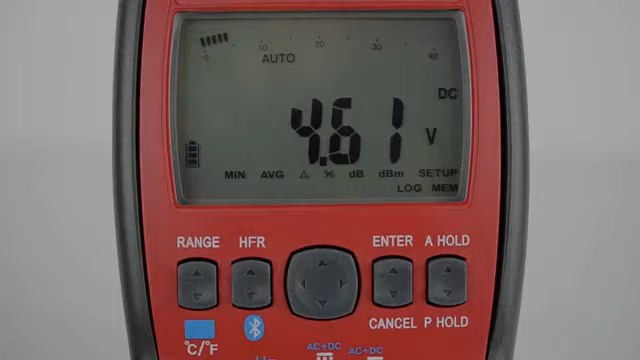 0 10 20 30 40
AUTO
DC
4.61 V
MIN AVG △ % dB dBm SETUP
LOG MEM
RANGE HFR ENTER A HOLD
°C/°F CANCEL P HOLD
AC+DC AC+DC
Hz